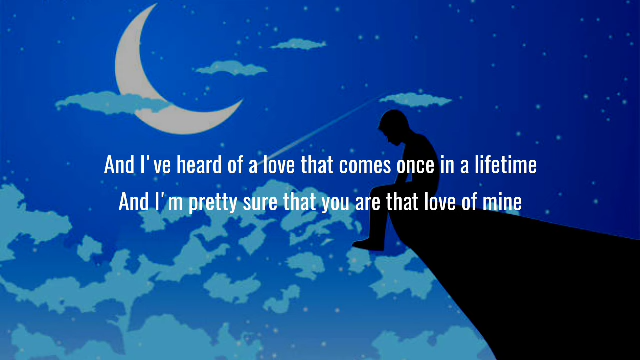 And I've heard of a love that comes once in a lifetime
And I'm pretty sure that you are that love of mine